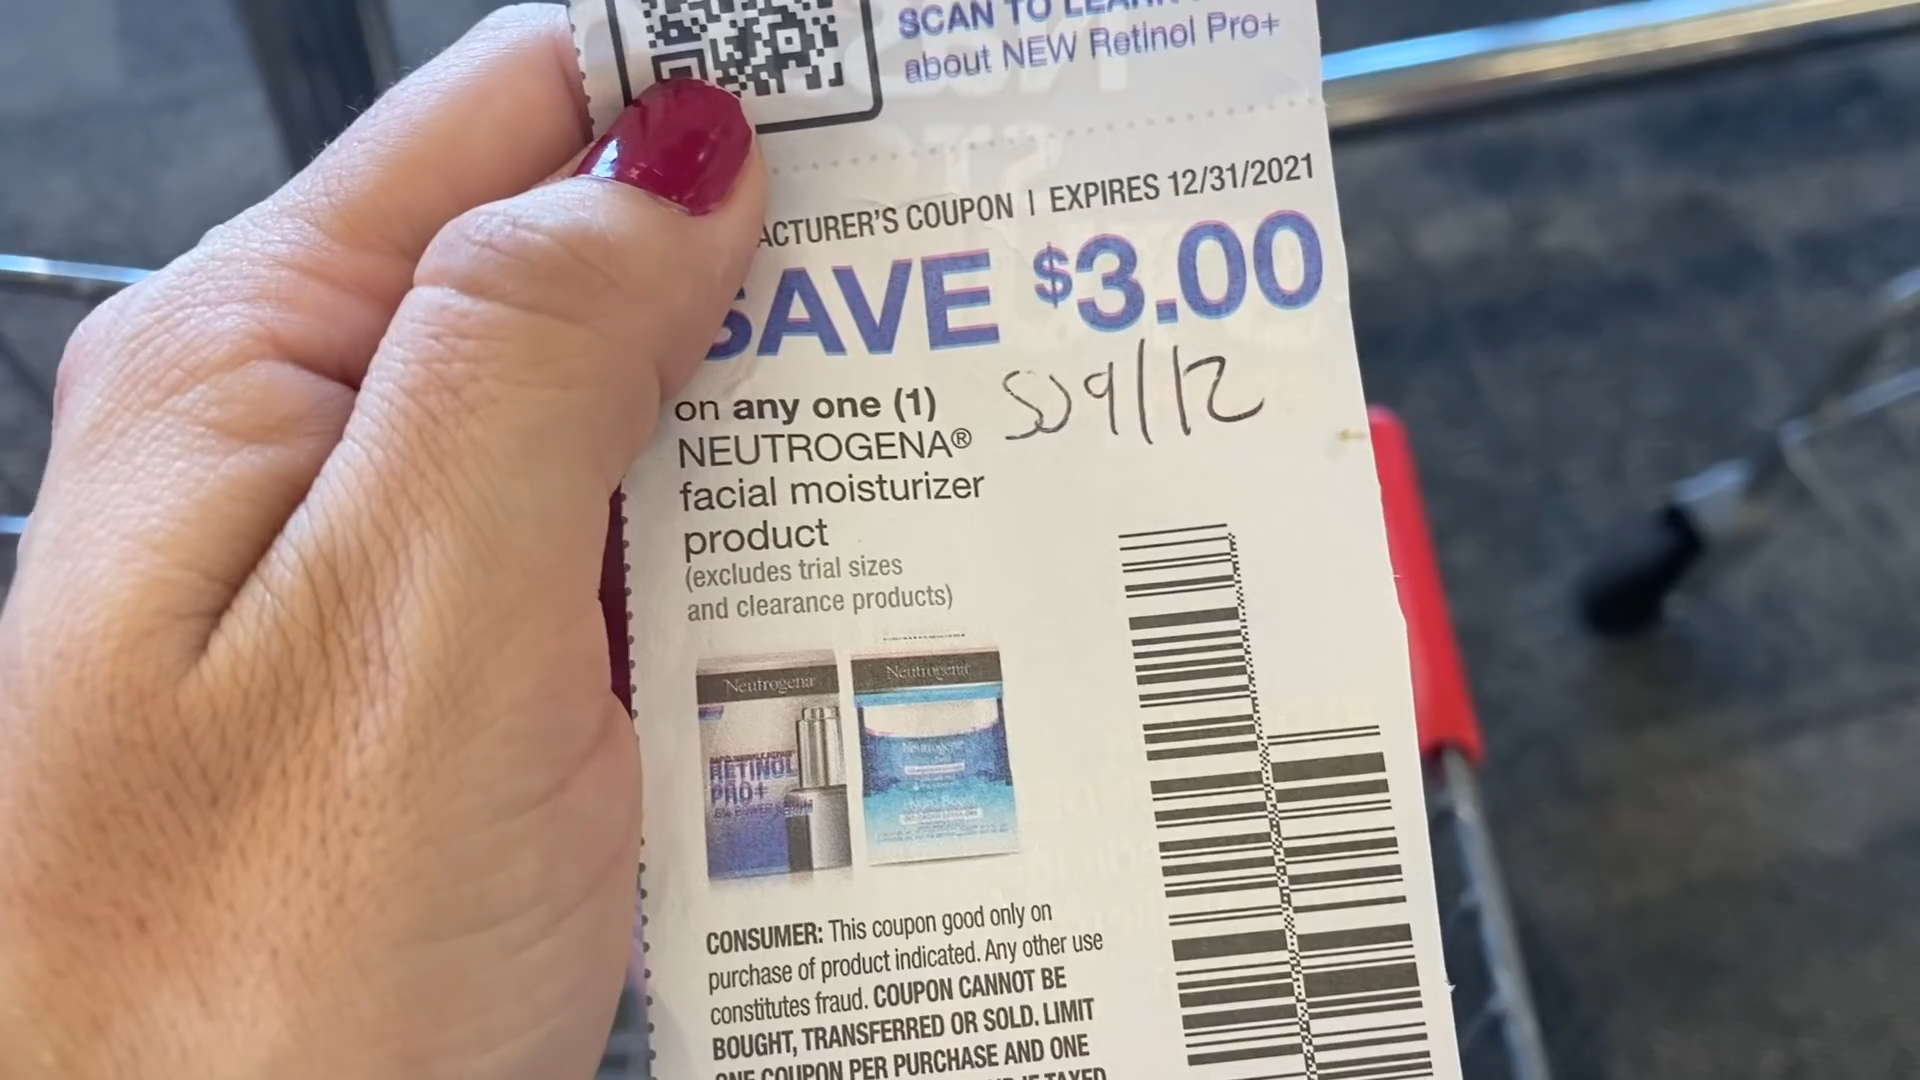 SCAN TO LEARN
about NEW Retinol Pro+
ACTURER'S COUPON | EXPIRES 12/31/2021
SAVE $3.00
on any one (1)
NEUTROGENA®
facial moisturizer
product
(excludes trial sizes
and clearance products)
SJ 9/12
Neutrogena
RETINOL
PRO+
Neutrogena
Neutrogena
CONSUMER: This coupon good only on
purchase of product indicated. Any other use
constitutes fraud. COUPON CANNOT BE
BOUGHT, TRANSFERRED OR SOLD. LIMIT
ONE COUPON PER PURCHASE AND ONE
IF TAXED